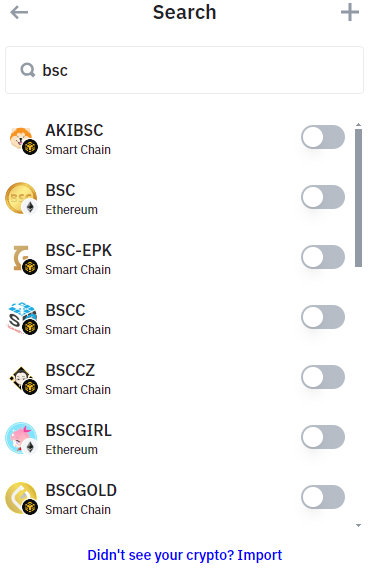 Search
bsc
AKIBSC
Smart Chain
BSC
Ethereum
BSC-EPK
Smart Chain
BSCC
Smart Chain
BSCCZ
Smart Chain
BSCGIRL
Ethereum
BSCGOLD
Smart Chain
Didn't see your crypto? Import